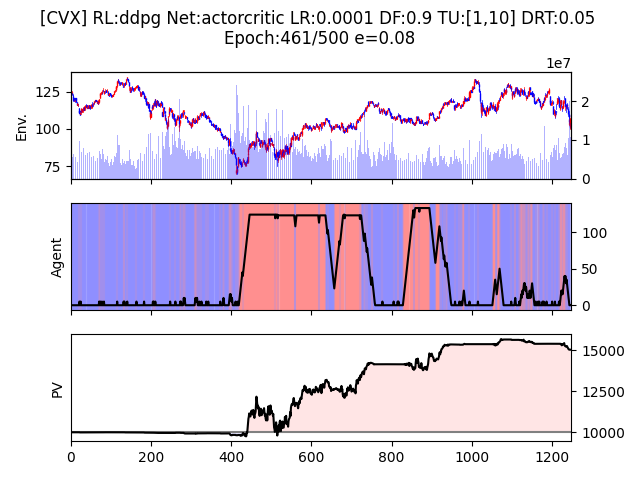 [CVX] RL:ddpg Net:actorcritic LR:0.0001 DF:0.9 TU:[1,10] DRT:0.05
Epoch:461/500 e=0.08
1e7
125
100
75
Env.
2
1
0
Agent
100
50
0
PV
15000
12500
10000
0 200 400 600 800 1000 1200